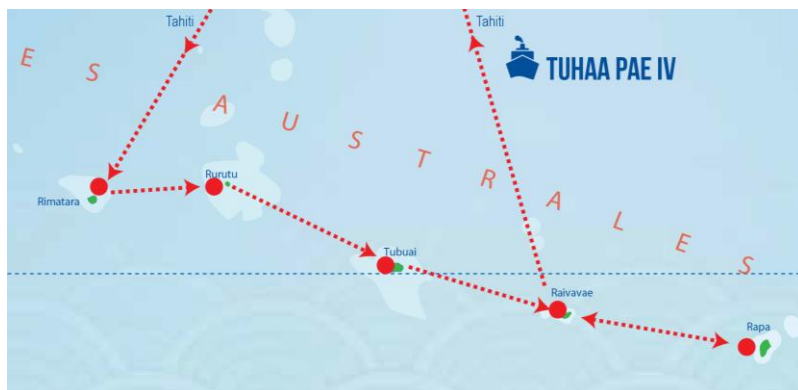 Tahiti
Tahiti
TUHAA PAE IV
E S A U S T R A L E S
Rurutu
Rimatara
Tubuai
Raivavae
Rapa